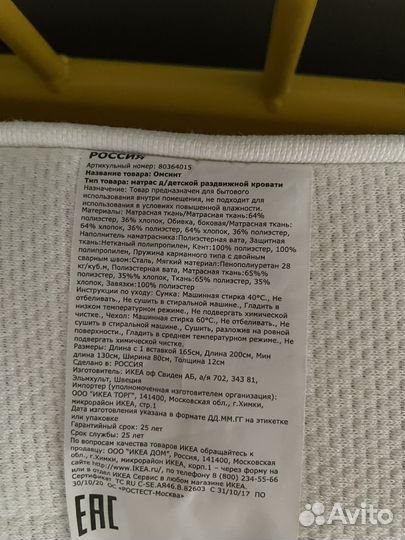 РОССИЯ
Артикульный номер: 80364015
Название товара: Омсинт
Тип товара: матрас д/детской раздвижной кровати
Назначение: Товар предназначен для бытового
использования внутри помещения, не подходит для
использования в условиях повышенной влажности.
Материалы: Матрасная ткань/Матрасная ткань:64%
полиэстер, 36% хлопок, Обивка, боковая/Матрасная ткань:
64% полиэстер, 36% хлопок, 64% хлопок, 36% полиэстер,
Наполнитель наматрасника:Полиэстерная вата, Защитная
ткань:Нетканый полипропилен, Кент:100% полиэстер, 100%
полипропилен, Пружина карманного типа с двойным
сварным швом:Сталь, Мягкий материал:Пенополиуретан 28
кг/куб.м, Полиэстерная вата, Матрасная ткань:65%%
полиэстер, 35%% хлопок, Ткань:65% полиэстер, 35%
хлопок, Завязки:100% полиэстер
Инструкции по уходу: Сумка: Машинная стирка 40°С., Не
отбеливать., Не сушить в стиральной машине., Гладить в
низком температурном режиме., Не подвергать химической
чистке., Чехол: Машинная стирка 60°С., Не отбеливать., Не
сушить в стиральной машине., Сушить, разложив на ровной
поверхности., Гладить в среднем температурном режиме., Не
подвергать химической чистке.
Размеры: Длина с 1 вставкой 165см, Длина 200см, Мин
длина 130см, Ширина 80см, Толщина 12см
Сделано в: РОССИЯ
Изготовитель: ИКЕА оф Свиден АБ, а/я 702, 343 81,
Эльмхульт, Швеция
Импортер (уполномоченная изготовителем организация):
ООО "ИКЕА ТОРГ", 141400, Московская обл., г.Химки,
микрорайон ИКЕА, стр.1
Дата изготовления указана в формате ДД.ММ.ГГ на этикетке
или упаковке
Гарантийный срок: 25 лет
Срок службы: 25 лет
По вопросам качества товаров ИКЕА обращайтесь к
продавцу: ООО "ИКЕА ДОМ", Россия, 141400, Московская
обл., г.Химки, микрорайон ИКЕА, корп.1 – через форму на
сайте http://www.IKEA.ru/, по телефону 8 (800) 234-55-66
или в отдел ИКЕА Сервис в любом магазине ИКЕА.
Сертификат ТС RU C-SE.АЯ46.В.82603 С 31/10/17 ПО
30/10/20 ОС «РОСТЕСТ-Москва»
EAC
Avito